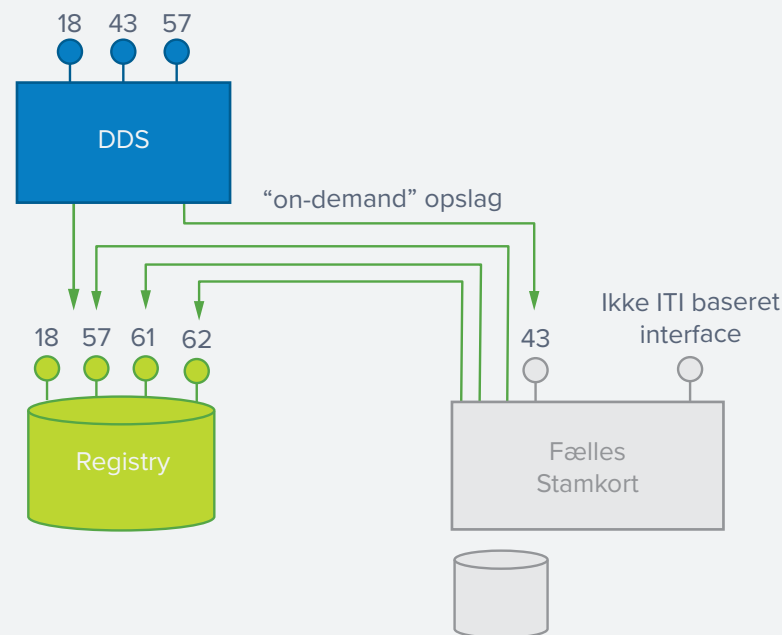 18 43 57
DDS
“on-demand” opslag
Ikke ITI baseret
interface
18 57 61 62
43
Registry
Fælles
Stamkort